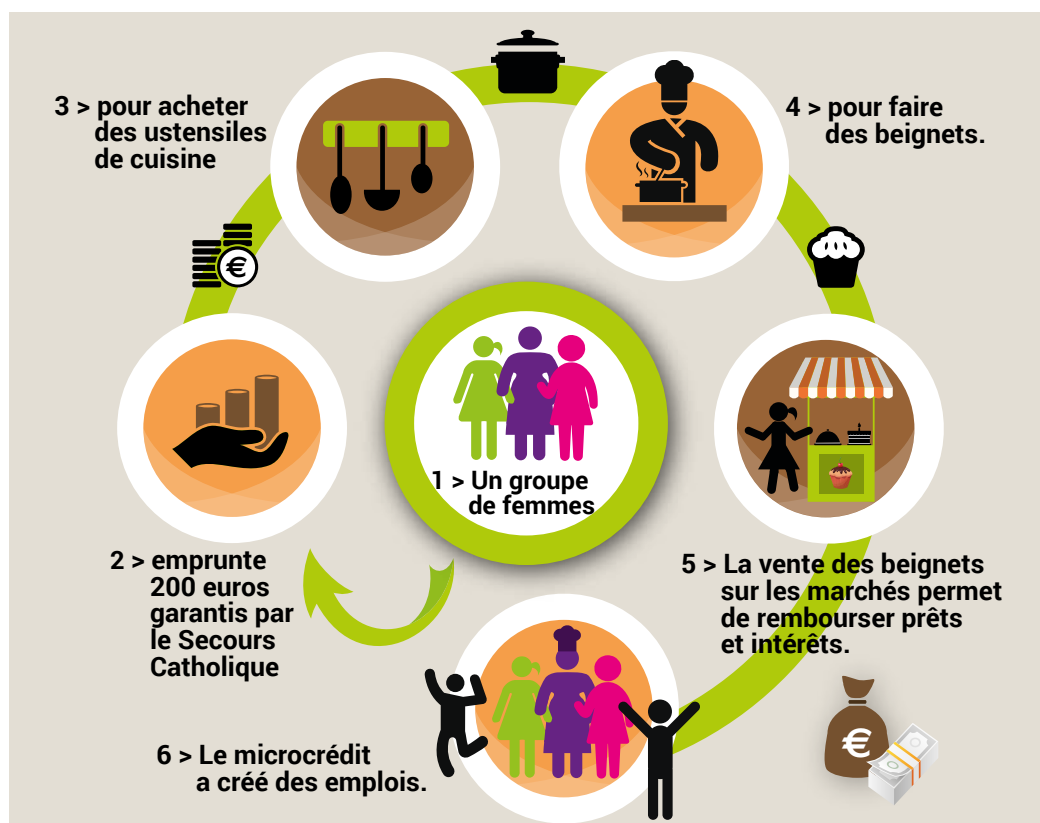 1 > Un groupe
de femmes
2 > emprunte
200 euros
garantis par
le Secours
Catholique
3 > pour acheter
des ustensiles
de cuisine
€
4 > pour faire
des beignets.
5 > La vente des beignets
sur les marchés permet
de rembourser prêts
et intérêts.
€
6 > Le microcrédit
a créé des emplois.